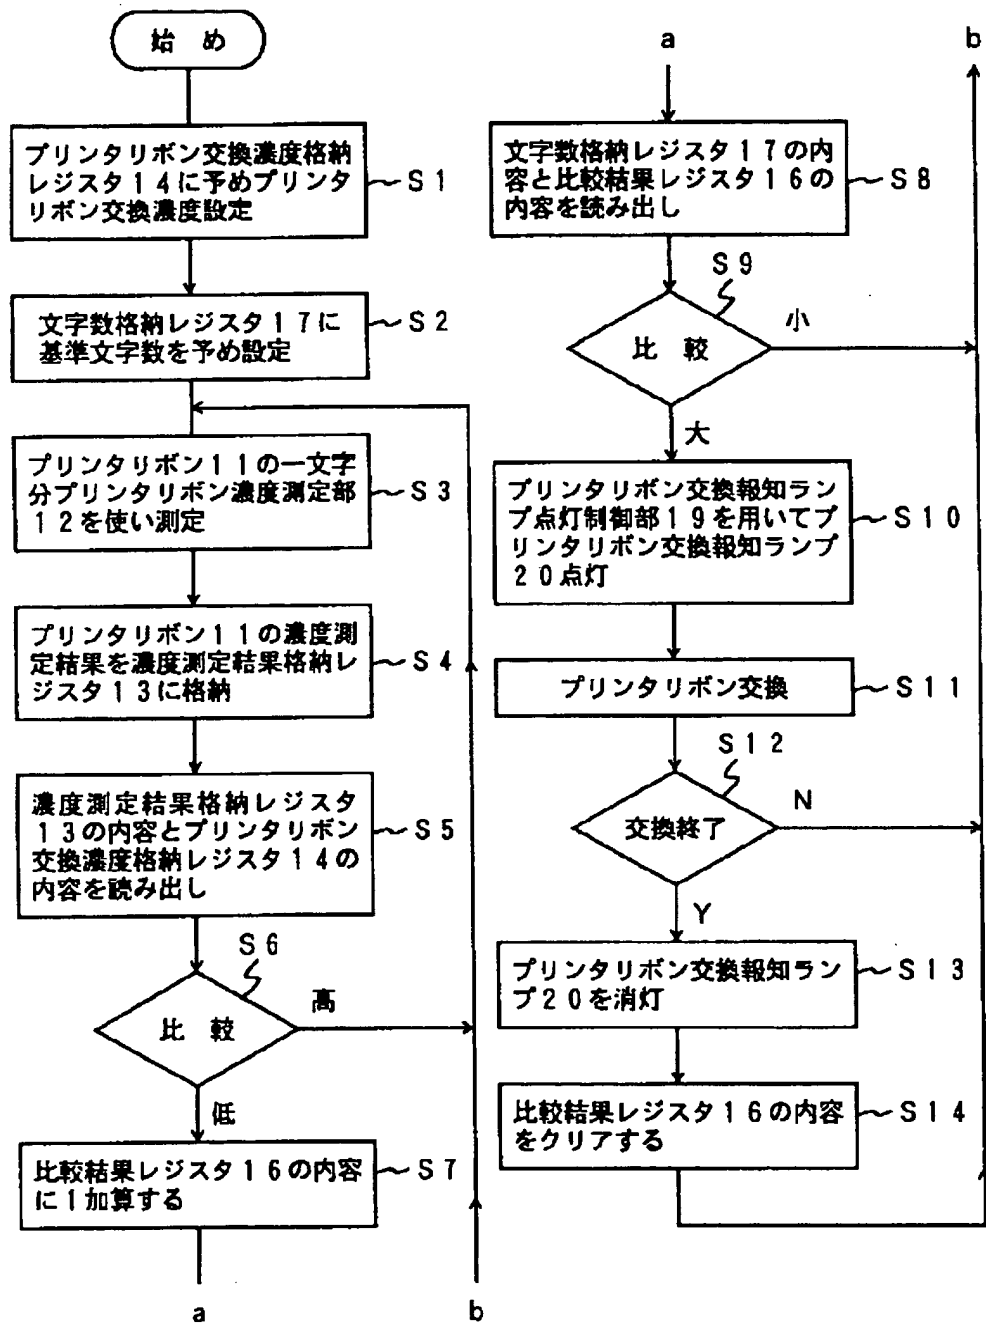 始 め
プリンタリボン交換濃度格納
レジスタ14に予めプリンタ
リボン交換濃度設定
S1
文字数格納レジスタ17に
基準文字数を予め設定
S2
プリンタリボン11の一文字
分プリンタリボン濃度測定部
12を使い測定
S3
プリンタリボン11の濃度測
定結果を濃度測定結果格納レ
ジスタ13に格納
S4
濃度測定結果格納レジスタ
13の内容とプリンタリボン
交換濃度格納レジスタ14の
内容を読み出し
S5
S6
比 較
高
低
比較結果レジスタ16の内容
に1加算する
S7
a
b
a
b
文字数格納レジスタ17の内
容と比較結果レジスタ16の
内容を読み出し
S8
S9
比 較
小
大
プリンタリボン交換報知ラン
プ点灯制御部19を用いてプ
リンタリボン交換報知ランプ
20点灯
S10
プリンタリボン交換
S11
S12
交換終了
N
Y
プリンタリボン交換報知ラン
プ20を消灯
S13
比較結果レジスタ16の内容
をクリアする
S14